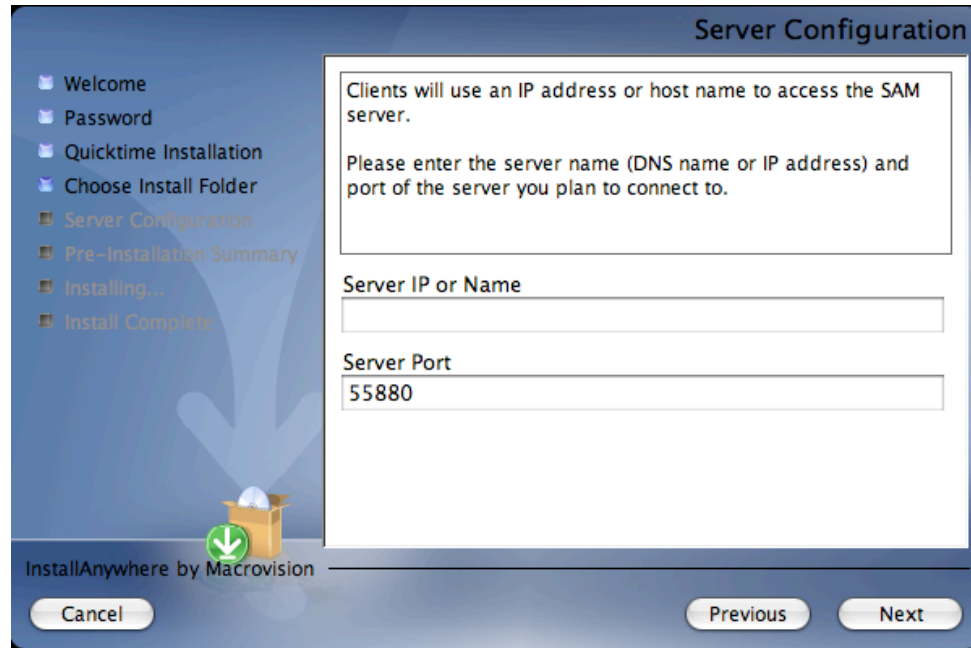 Server Configuration
Welcome
Password
Quicktime Installation
Choose Install Folder
Server Configuration
Pre-Installation Summary
Installing...
Install Complete
Clients will use an IP address or host name to access the SAM
server.
Please enter the server name (DNS name or IP address) and
port of the server you plan to connect to.
Server IP or Name
Server Port
55880
InstallAnywhere by Macrovision
Cancel
Previous
Next